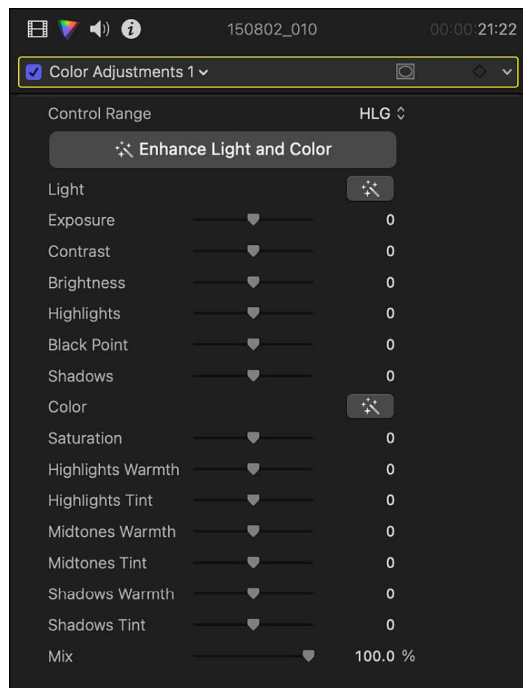 150802_010 00:00:21:22
Color Adjustments 1
Control Range HLG
Enhance Light and Color
Light
Exposure 0
Contrast 0
Brightness 0
Highlights 0
Black Point 0
Shadows 0
Color
Saturation 0
Highlights Warmth 0
Highlights Tint 0
Midtones Warmth 0
Midtones Tint 0
Shadows Warmth 0
Shadows Tint 0
Mix 100.0 %